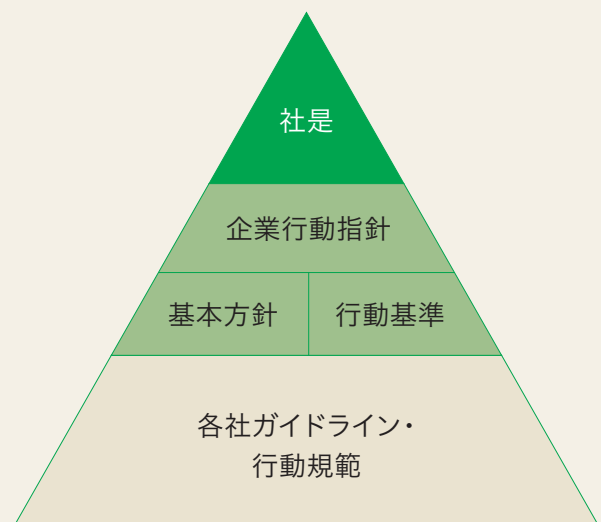 社是
企業行動指針
基本方針
行動基準
各社ガイドライン・
行動規範